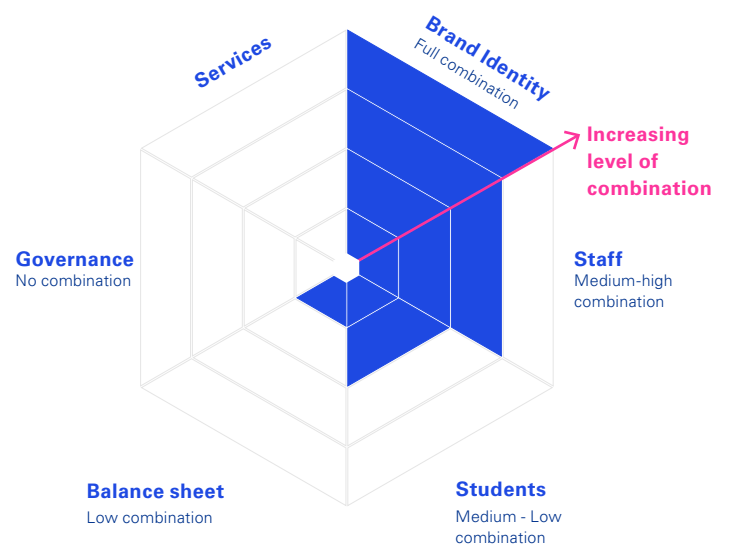 Services
Brand Identity
Full combination
Increasing
level of
combination
Governance
No combination
Staff
Medium-high
combination
Balance sheet
Low combination
Students
Medium - Low
combination